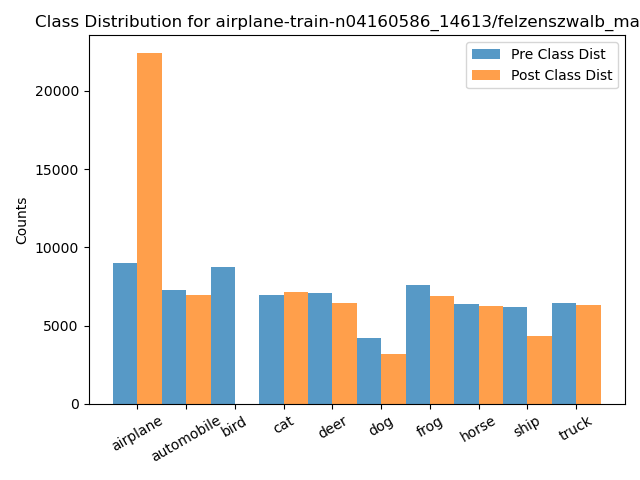 Class Distribution for airplane-train-n04160586_14613/felzenszwalb_ma
Pre Class Dist
Post Class Dist
Counts
20000
15000
10000
5000
0
airplane
automobile
bird
cat
deer
dog
frog
horse
ship
truck